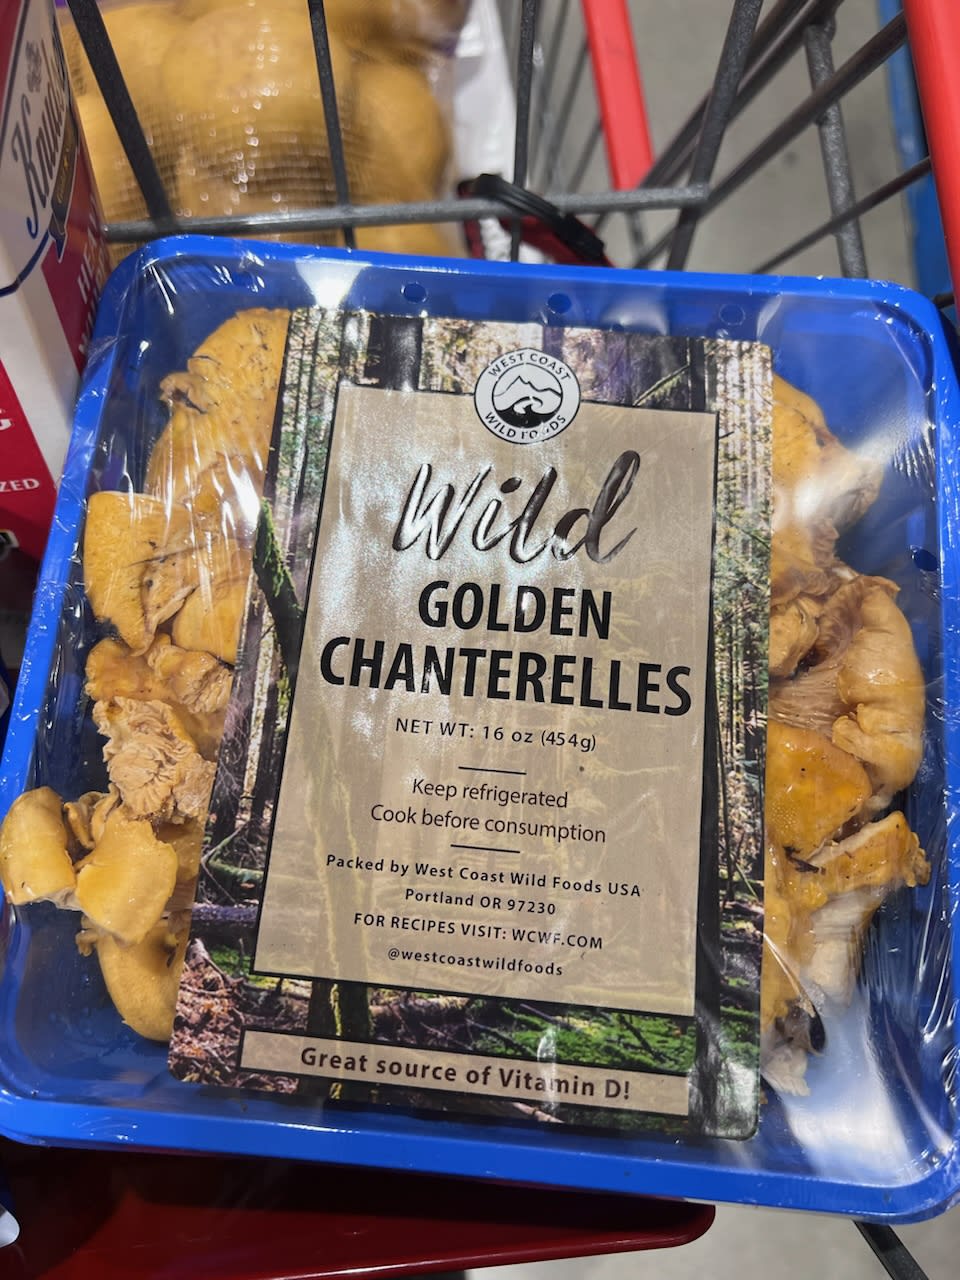 WEST COAST
WILD FOODS
Wild
GOLDEN
CHANTERELLES
NET WT: 16 oz (454g)
Keep refrigerated
Cook before consumption
Packed by West Coast Wild Foods USA
Portland OR 97230
FOR RECIPES VISIT: WCWF.COM
@westcoastwildfoods
Great source of Vitamin D!
ZED